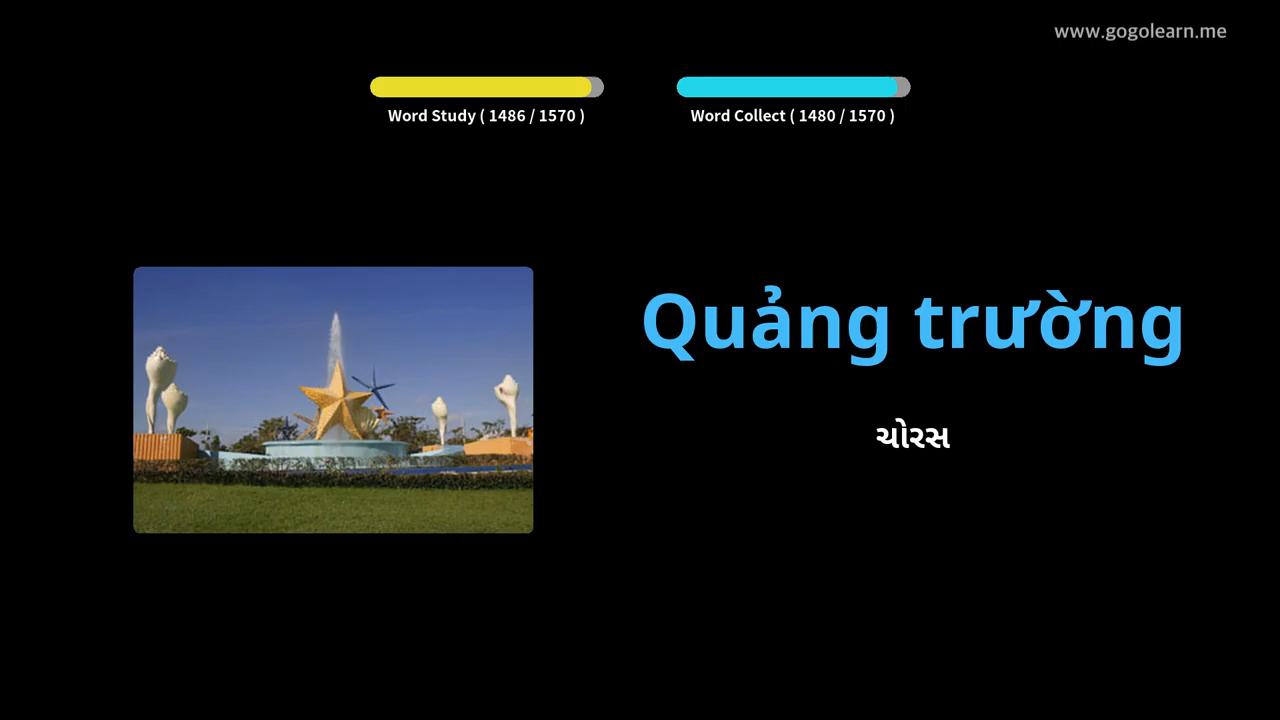 www.gogolearn.me
Word Study ( 1486 / 1570 )
Word Collect ( 1480 / 1570 )
Quảng trường
ચોરસ